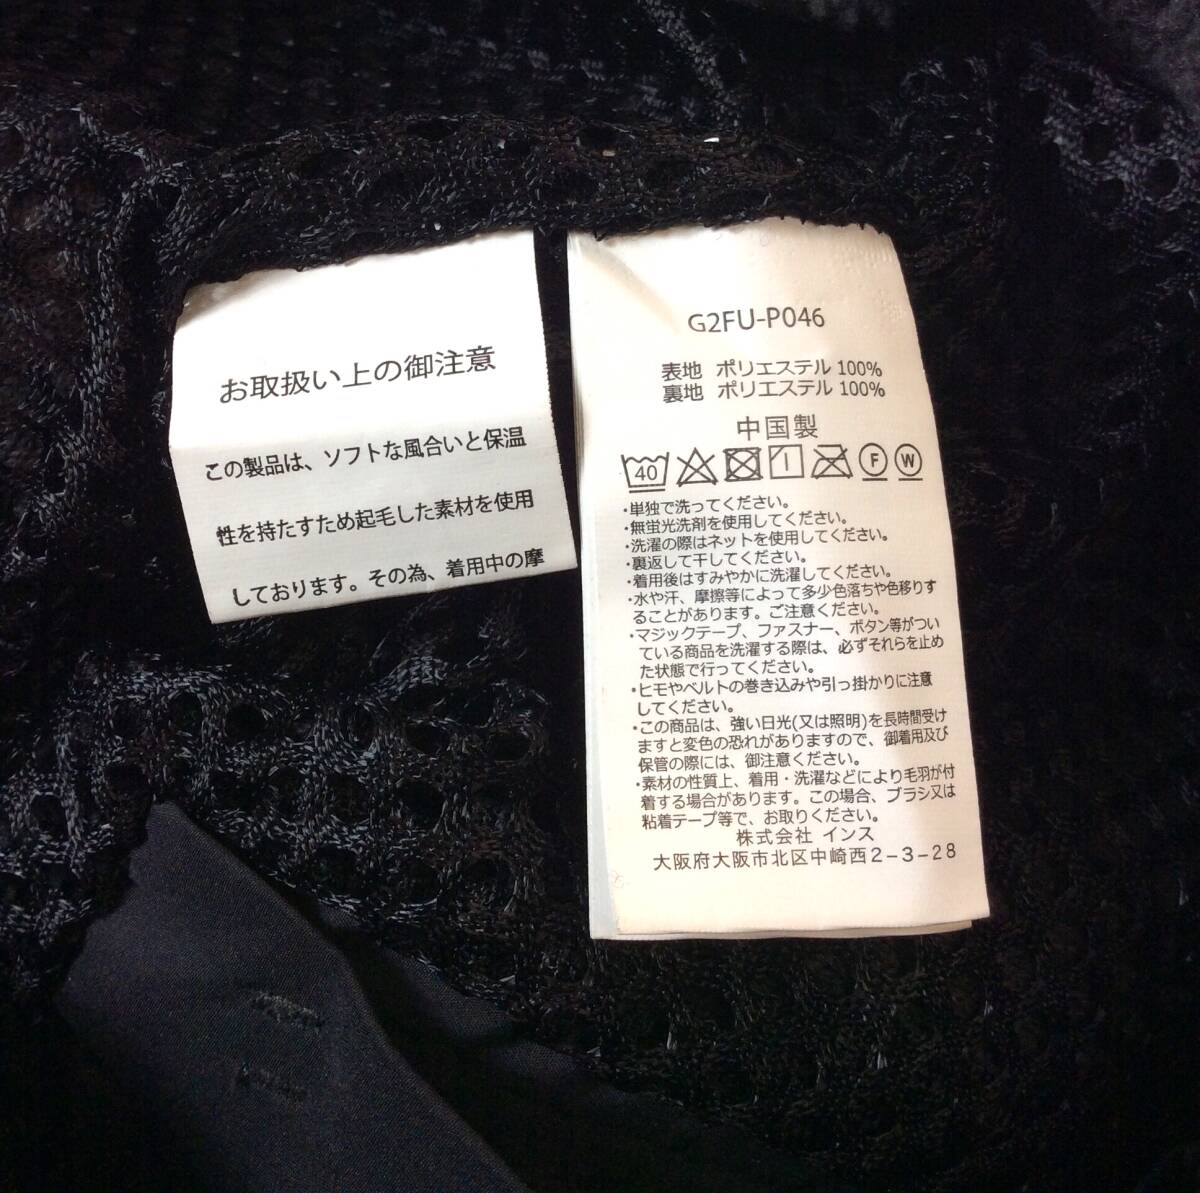 お取扱い上の御注意
この製品は、ソフトな風合いと保温
性を持たすため起毛した素材を使用
しております。その為、着用中の摩
G2FU-P046
表地 ポリエステル 100%
裏地 ポリエステル 100%
中国製
40 F W
・単独で洗ってください。
・無蛍光洗剤を使用してください。
・洗濯の際はネットを使用してください。
・裏返して干してください。
・着用後はすみやかに洗濯してください。
・水や汗、摩擦等によって多少色落ちや色移りす
ることがあります。ご注意ください。
・マジックテープ、ファスナー、ボタン等がつい
ている商品を洗濯する際は、必ずそれらを止め
た状態で行ってください。
・ヒモやベルトの巻き込みや引っ掛かりに注意
してください。
・この商品は、強い日光(又は照明)を長時間受け
ますと変色の恐れがありますので、御着用及び
保管の際には、御注意ください。
・素材の性質上、着用・洗濯などにより毛羽が付
着する場合があります。この場合、ブラシ又は
粘着テープ等で、お取りください。
株式会社 インス
大阪府大阪市北区中崎西2-3-28